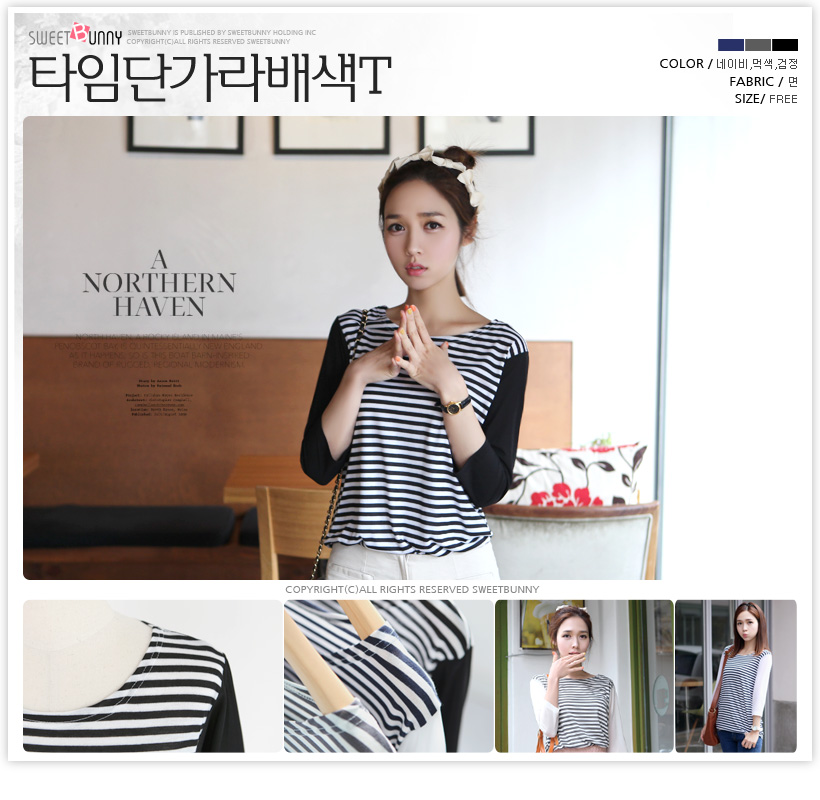 SWEETBUNNY
SWEETBUNNY IS PUBLISHED BY SWEETBUNNY HOLDING INC
COPYRIGHT(C)ALL RIGHTS RESERVED SWEETBUNNY
타임단가라배색T
COLOR / 네이비,먹색,검정
FABRIC / 면
SIZE/ FREE
A
NORTHERN
HAVEN
COPYRIGHT(C)ALL RIGHTS RESERVED SWEETBUNNY